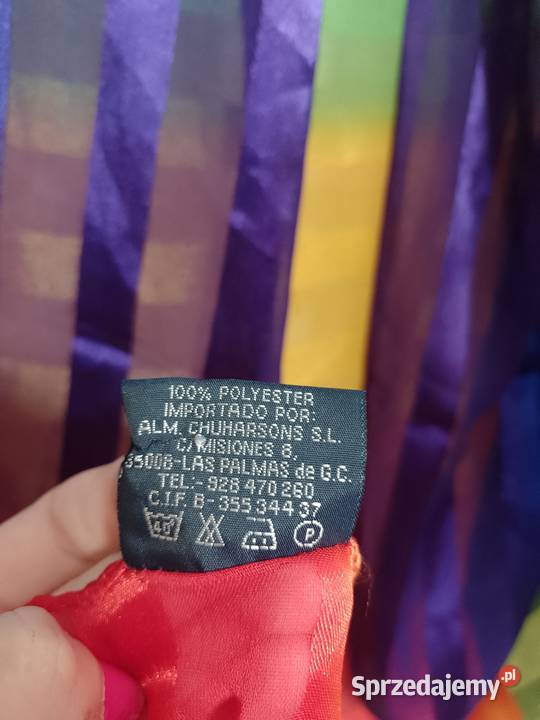 100% POLYESTER
IMPORTADO POR:
ALM. CHUHARSONS S.L.
C/MISIONES 8,
35008-LAS PALMAS de G.C.
TEL:- 928 470 260
C.I.F. B- 355 344 37
40 P
Sprzedajemy.pl